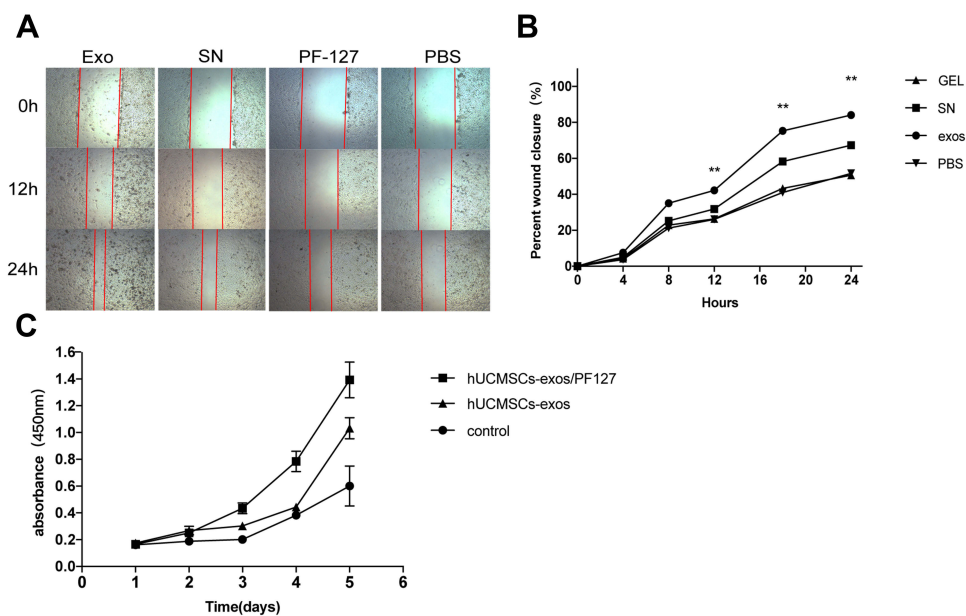 A
Exo SN PF-127 PBS
0h
12h
24h
B
Percent wound closure (%)
100
80
60
40
20
0
0 4 8 12 16 20 24
Hours
**
**
**
GEL
SN
exos
PBS
C
absorbance (450nm)
1.6
1.4
1.2
1.0
0.8
0.6
0.4
0.2
0.0
0 1 2 3 4 5 6
Time(days)
hUCMSCs-exos/PF127
hUCMSCs-exos
control